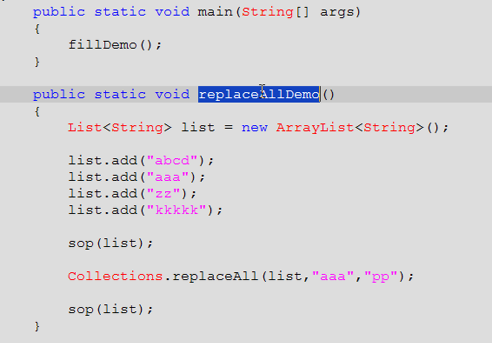 public static void main(String[] args)
{
fillDemo();
}
public static void replaceAllDemo()
{
List<String> list = new ArrayList<String>();
list.add("abcd");
list.add("aaa");
list.add("zz");
list.add("kkkkk");
sop(list);
Collections.replaceAll(list,"aaa","pp");
sop(list);
}